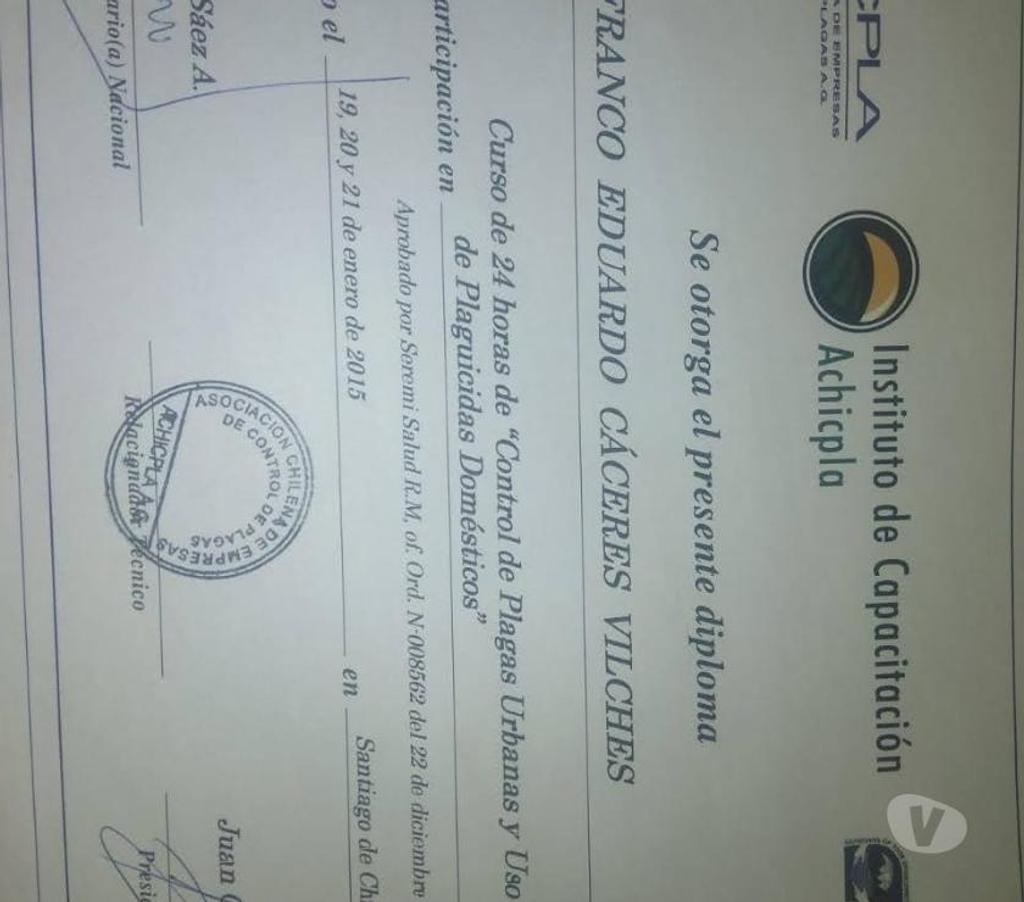 CPLA
A DE EMPRESAS
PLAGAS A.G.
Instituto de Capacitación
Achicpla
Se otorga el presente diploma
FRANCO EDUARDO CÁCERES VILCHES
articipación en
Curso de 24 horas de "Control de Plagas Urbanas y Uso
de Plaguicidas Domésticos"
Aprobado por Seremi Salud R.M, of. Ord. N·008562 del 22 de diciembre
o el 19, 20 y 21 de enero de 2015 en Santiago de Ch
Sáez A.
ario(a) Nacional
ASOCIACION CHILENA DE EMPRESAS
DE CONTROL DE PLAGAS
ACHICPLA A.G.
Relacionador Técnico
Juan
Presi
V